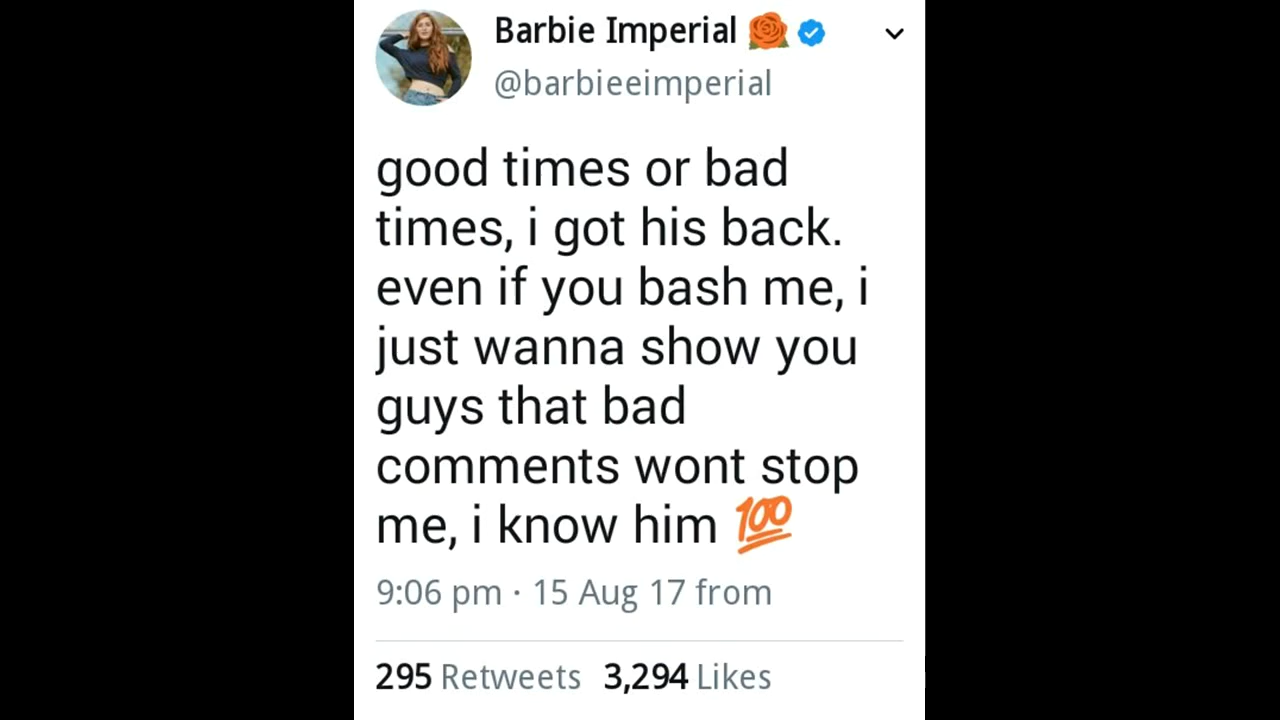 Barbie Imperial 🌹
@barbieeimperial
good times or bad
times, i got his back.
even if you bash me, i
just wanna show you
guys that bad
comments wont stop
me, i know him 💯
9:06 pm · 15 Aug 17 from
295 Retweets 3,294 Likes